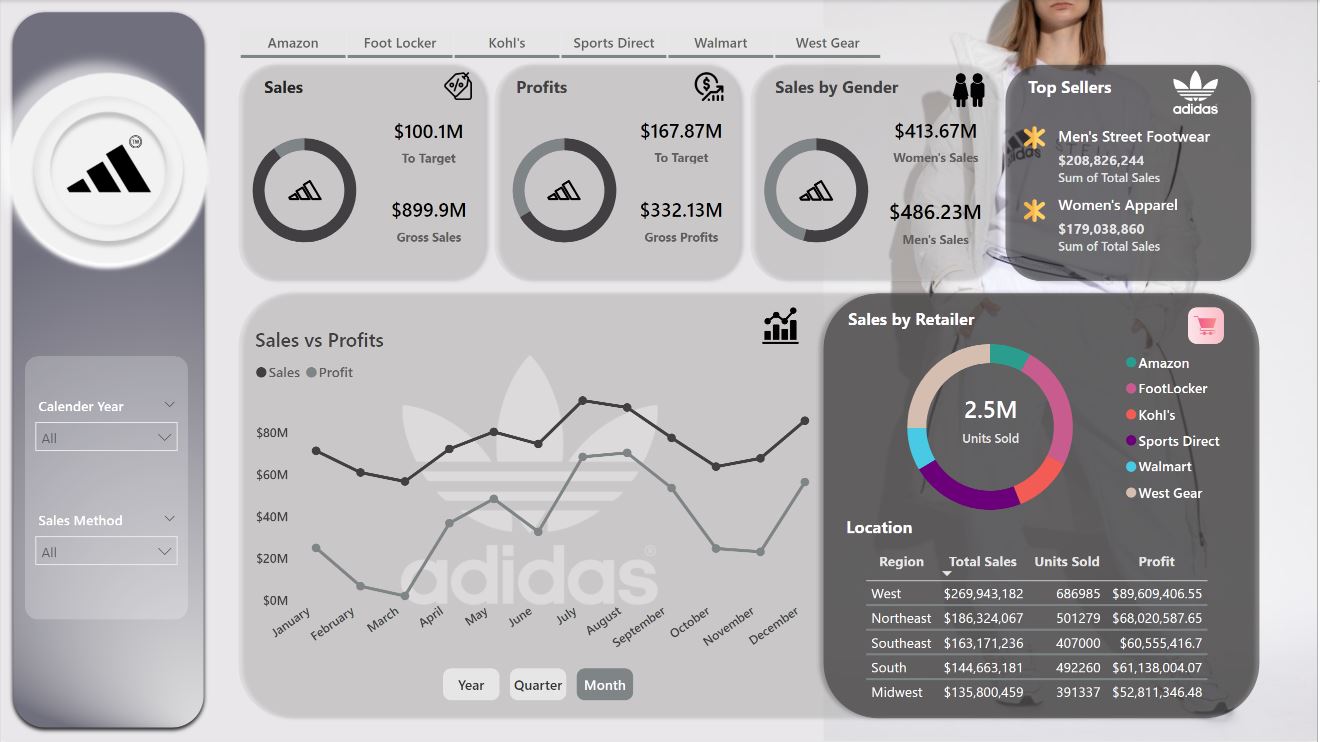 Amazon
Foot Locker
Kohl's
Sports Direct
Walmart
West Gear
TM
Sales
$100.1M
To Target
$899.9M
Gross Sales
Profits
$167.87M
To Target
$332.13M
Gross Profits
Sales by Gender
$413.67M
Women's Sales
$486.23M
Men's Sales
Top Sellers
adidas
Men's Street Footwear
$208,826,244
Sum of Total Sales
Women's Apparel
$179,038,860
Sum of Total Sales
Calender Year
All
Sales Method
All
Sales vs Profits
Sales Profit
$80M
$60M
$40M
$20M
$0M
adidas®
January February March April May June July August September October November December
Year Quarter Month
Sales by Retailer
2.5M
Units Sold
Amazon
FootLocker
Kohl's
Sports Direct
Walmart
West Gear
Location
Region Total Sales Units Sold Profit
West $269,943,182 686985 $89,609,406.55
Northeast $186,324,067 501279 $68,020,587.65
Southeast $163,171,236 407000 $60,555,416.7
South $144,663,181 492260 $61,138,004.07
Midwest $135,800,459 391337 $52,811,346.48